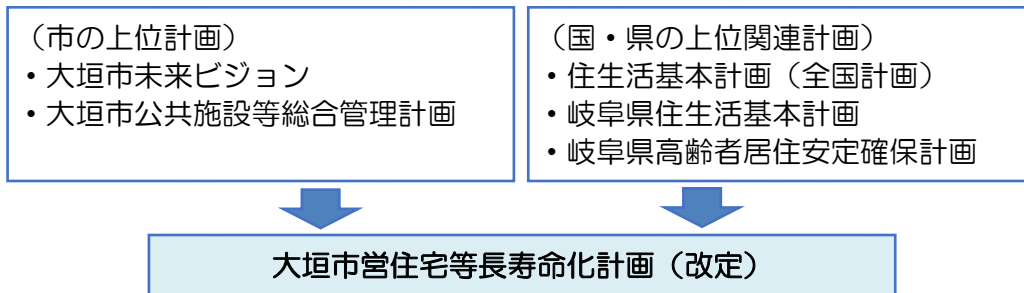 （市の上位計画）
・大垣市未来ビジョン
・大垣市公共施設等総合管理計画
（国・県の上位関連計画）
・住生活基本計画（全国計画）
・岐阜県住生活基本計画
・岐阜県高齢者居住安定確保計画
大垣市営住宅等長寿命化計画（改定）